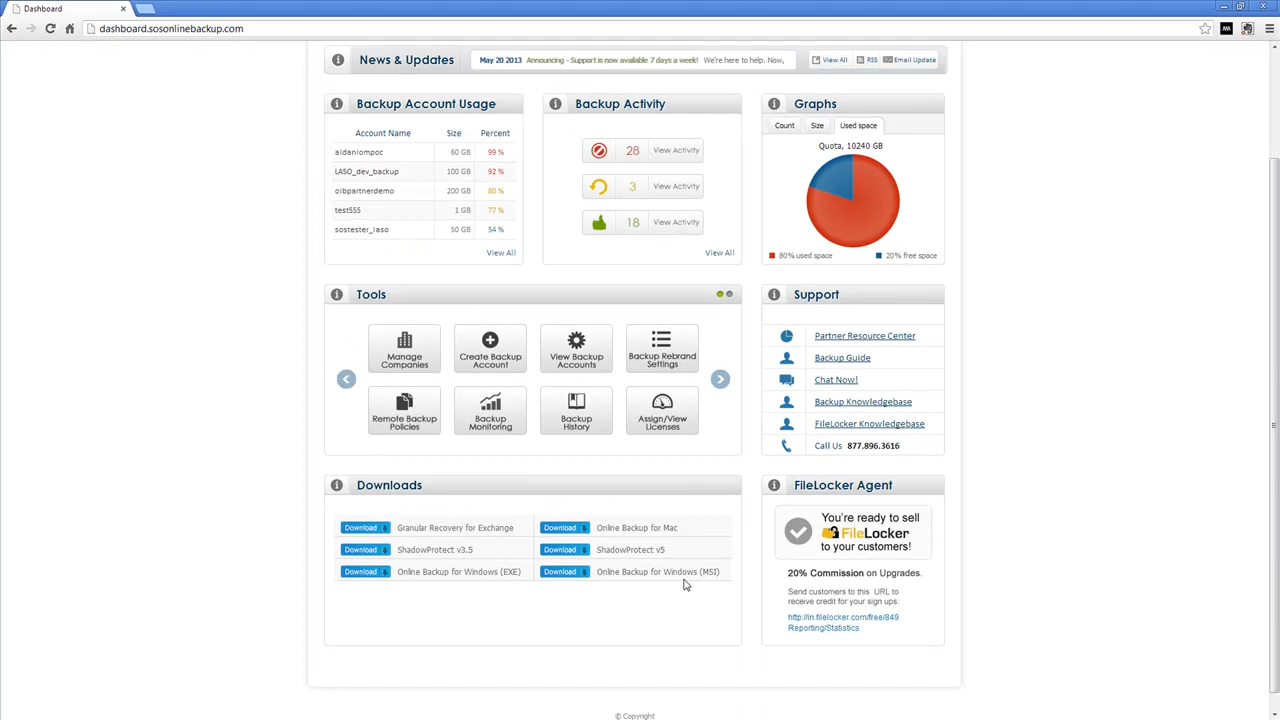 Dashboard
dashboard.sosonlinebackup.com
News & Updates
May 20 2013 Announcing - Support is now available 7 days a week! We're here to help. Now,
View All RSS Email Update
Backup Account Usage
Account Name Size Percent
aldanlompoc 60 GB 99 %
LASO_dev_backup 100 GB 92 %
olbpartnerdemo 200 GB 80 %
test555 1 GB 77 %
sostester_laso 50 GB 54 %
View All
Backup Activity
28 View Activity
3 View Activity
18 View Activity
View All
Graphs
Count Size Used space
Quota, 10240 GB
80% used space 20% free space
Tools
Manage Companies
Create Backup Account
View Backup Accounts
Backup Rebrand Settings
Remote Backup Policies
Backup Monitoring
Backup History
Assign/View Licenses
Support
Partner Resource Center
Backup Guide
Chat Now!
Backup Knowledgebase
FileLocker Knowledgebase
Call Us 877.896.3616
Downloads
Download Granular Recovery for Exchange
Download Online Backup for Mac
Download ShadowProtect v3.5
Download ShadowProtect v5
Download Online Backup for Windows (EXE)
Download Online Backup for Windows (MSI)
FileLocker Agent
You're ready to sell
FileLocker
to your customers!
20% Commission on Upgrades.
Send customers to this URL to
receive credit for your sign ups:
http://in.filelocker.com/free/849
Reporting/Statistics
© Copyright